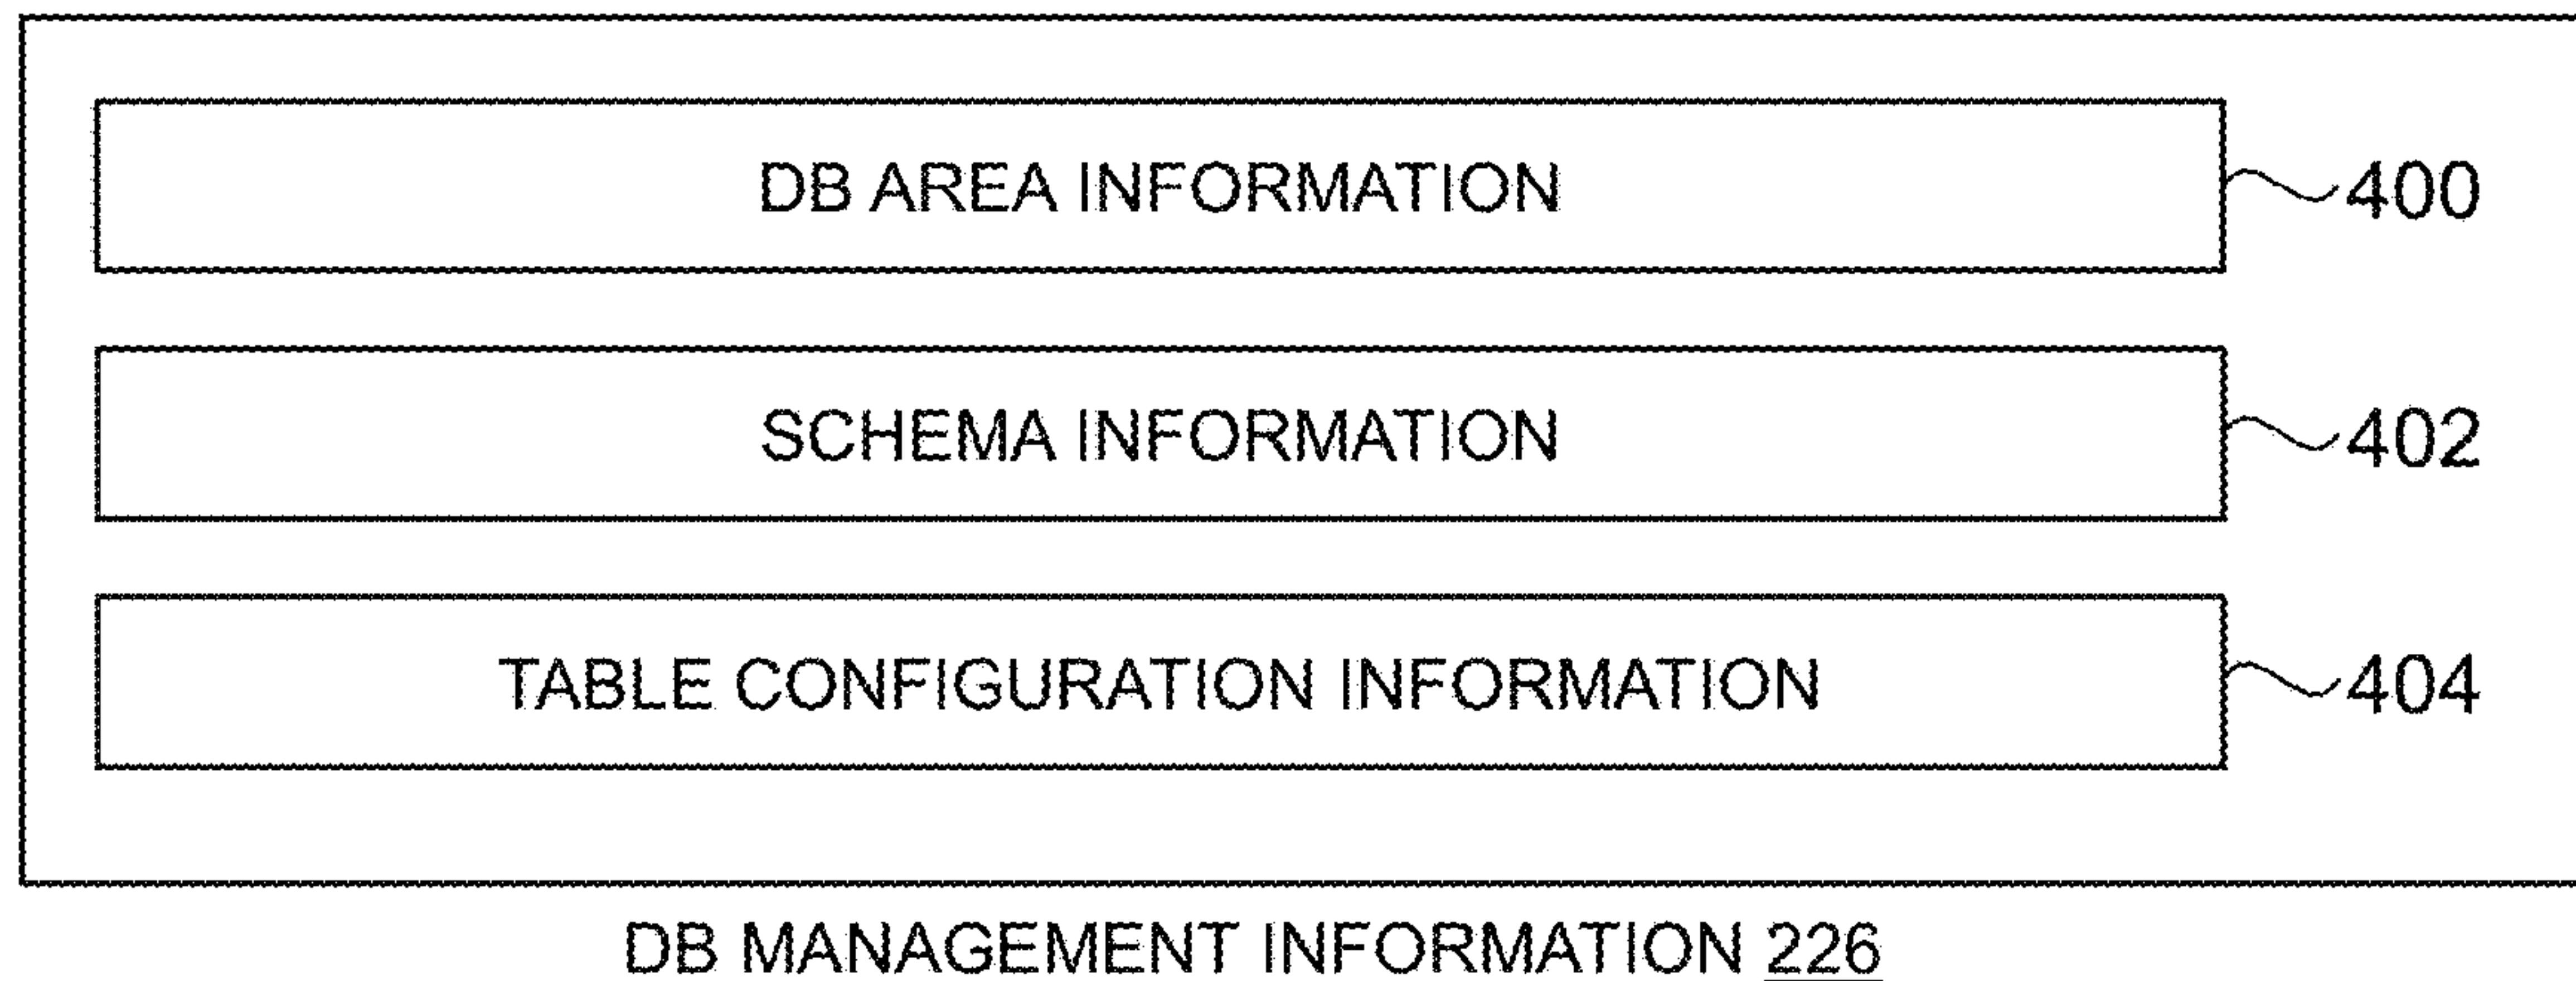 DB AREA INFORMATION 400
SCHEMA INFORMATION 402
TABLE CONFIGURATION INFORMATION 404
DB MANAGEMENT INFORMATION 226